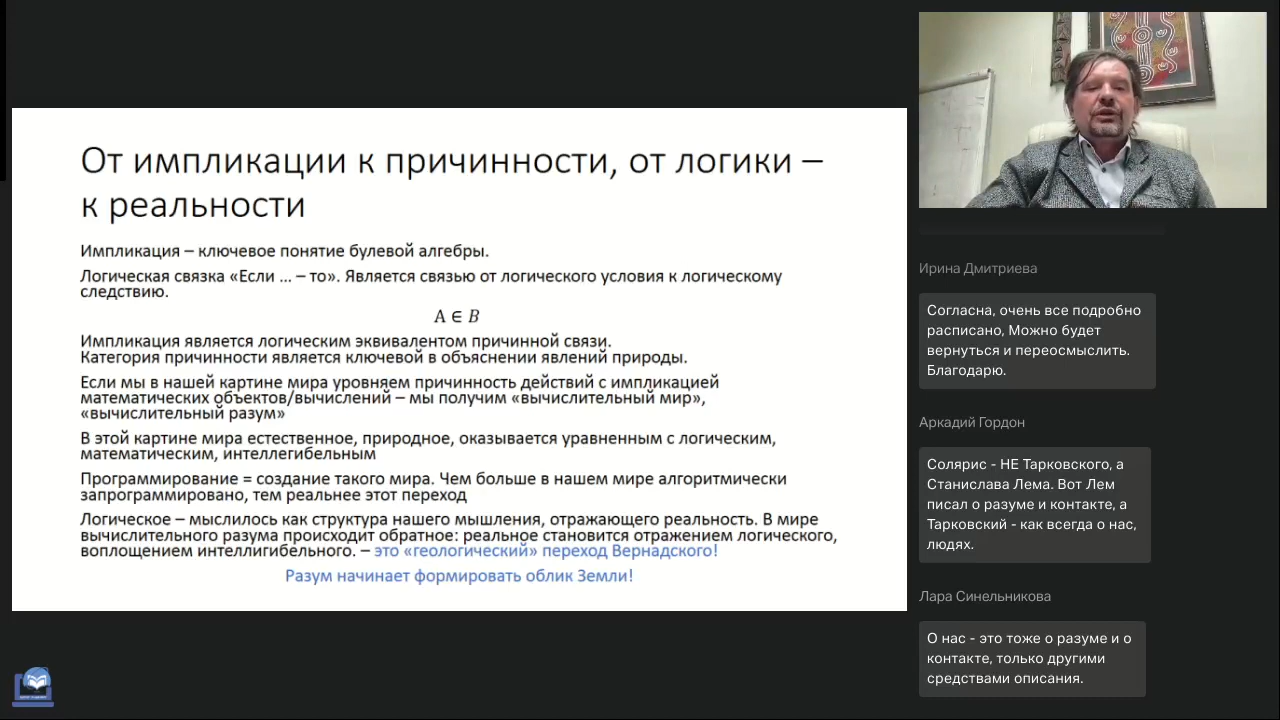 От импликации к причинности, от логики –
к реальности
Импликация – ключевое понятие булевой алгебры.
Логическая связка «Если ... – то». Является связью от логического условия к логическому
следствию.
A ∈ B
Импликация является логическим эквивалентом причинной связи.
Категория причинности является ключевой в объяснении явлений природы.
Если мы в нашей картине мира уровняем причинность действий с импликацией
математических объектов/вычислений – мы получим «вычислительный мир»,
«вычислительный разум»
В этой картине мира естественное, природное, оказывается уравненным с логическим,
математическим, интеллегибельным
Программирование = создание такого мира. Чем больше в нашем мире алгоритмически
запрограммировано, тем реальнее этот переход
Логическое – мыслилось как структура нашего мышления, отражающего реальность. В мире
вычислительного разума происходит обратное: реальное становится отражением логического,
воплощением интеллигибельного. – это «геологический» переход Вернадского!
Разум начинает формировать облик Земли!
Ирина Дмитриева
Согласна, очень все подробно
расписано, Можно будет
вернуться и переосмыслить.
Благодарю.
Аркадий Гордон
Солярис - НЕ Тарковского, а
Станислава Лема. Вот Лем
писал о разуме и контакте, а
Тарковский - как всегда о нас,
людях.
Лара Синельникова
О нас - это тоже о разуме и о
контакте, только другими
средствами описания.